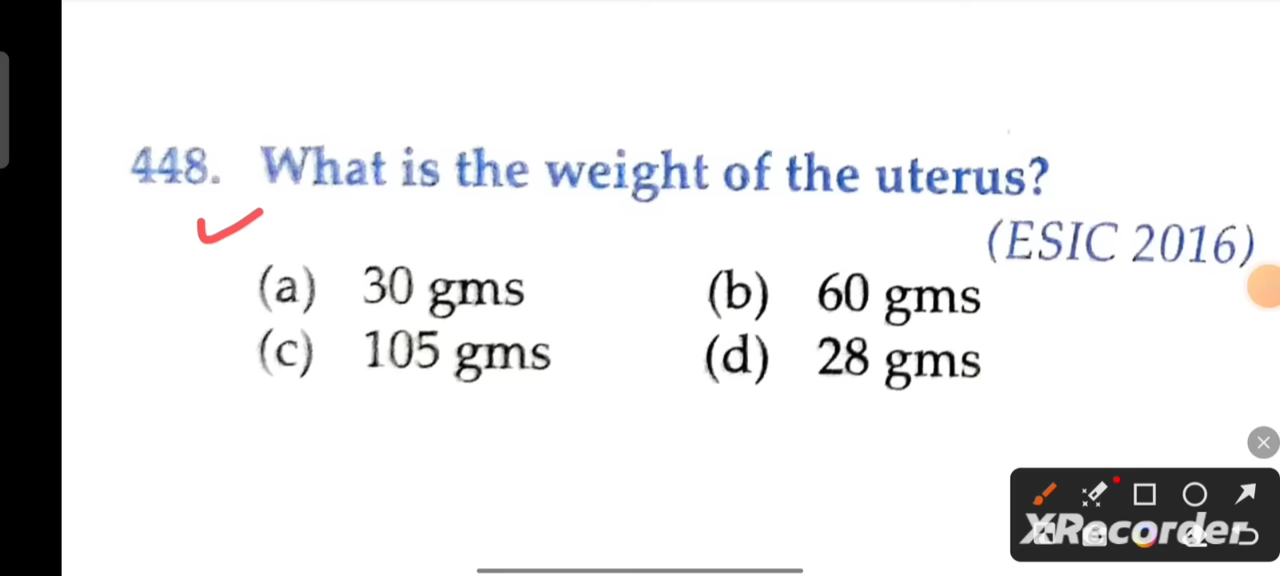 448. What is the weight of the uterus?
(ESIC 2016)
(a) 30 gms (b) 60 gms
(c) 105 gms (d) 28 gms
XRecorder